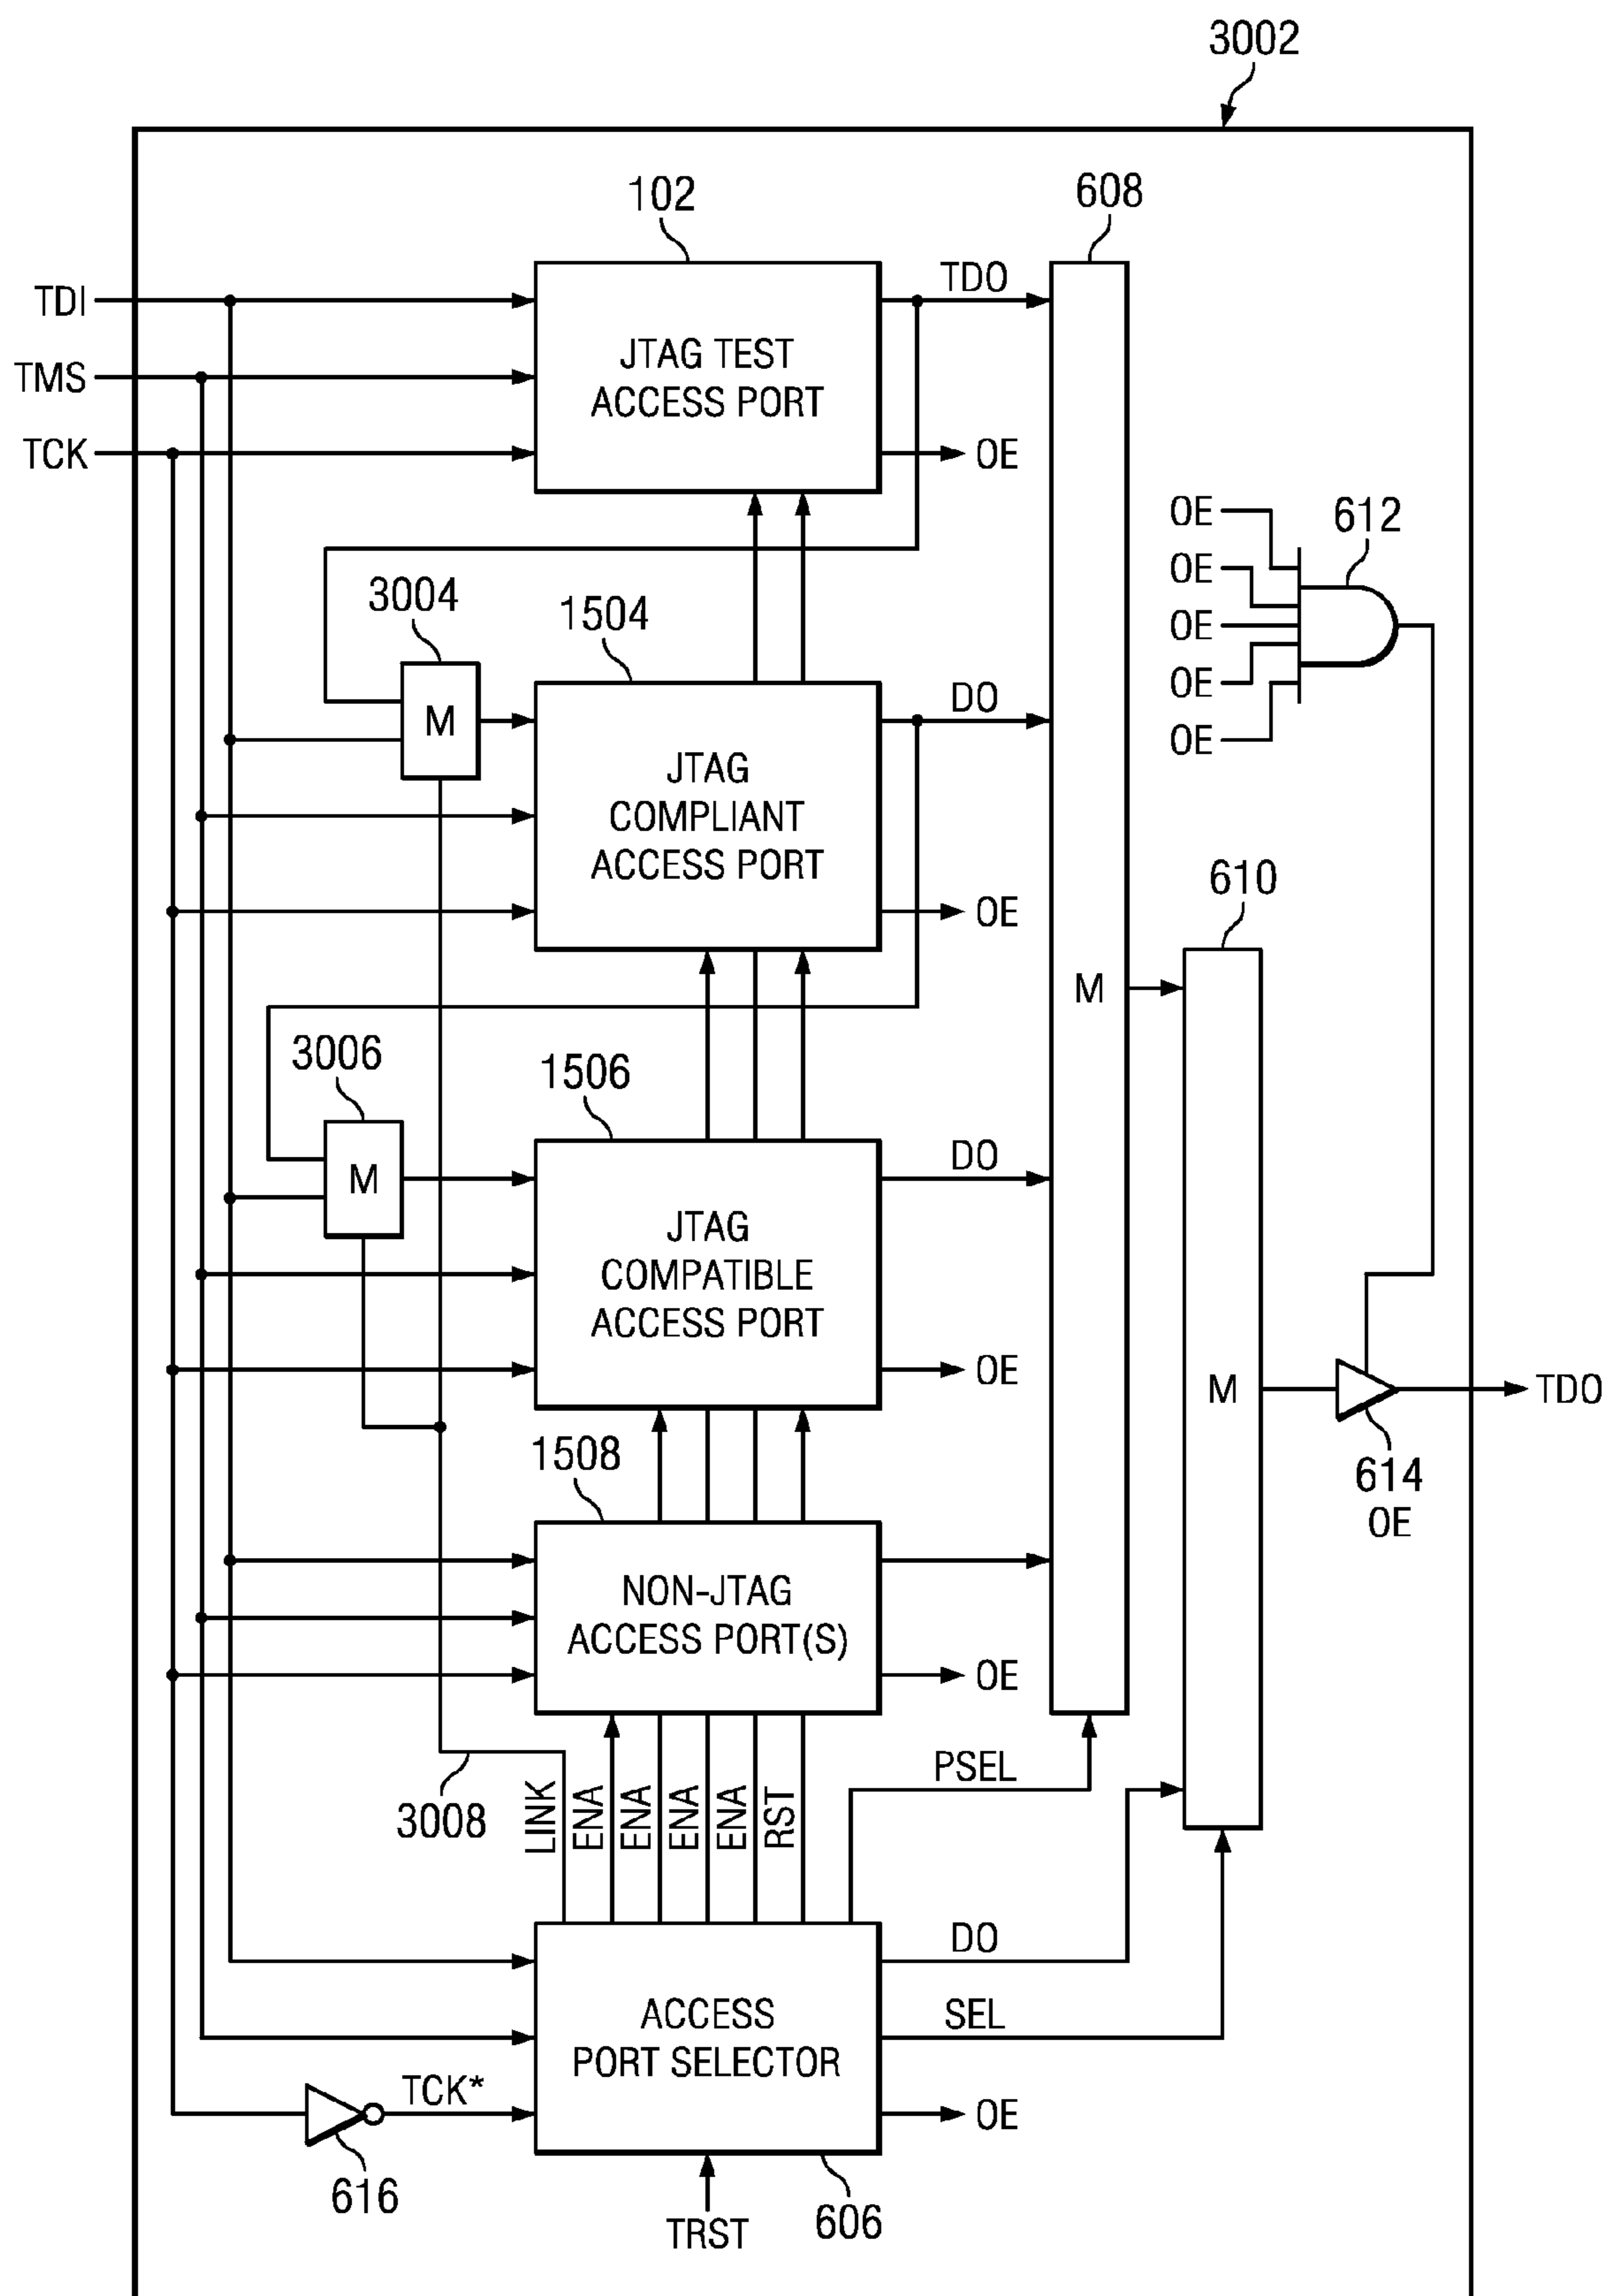 3002
102
608
TDI
TDO
JTAG TEST
ACCESS PORT
TMS
TCK
OE
OE
612
OE
OE
OE
OE
3004
1504
M
DO
JTAG
COMPLIANT
ACCESS PORT
OE
610
M
3006
1506
M
DO
JTAG
COMPATIBLE
ACCESS PORT
OE
M
TDO
614
OE
1508
NON-JTAG
ACCESS PORT(S)
OE
3008
LINK
ENA
ENA
ENA
ENA
RST
PSEL
DO
ACCESS
PORT SELECTOR
SEL
TCK*
OE
616
TRST
606